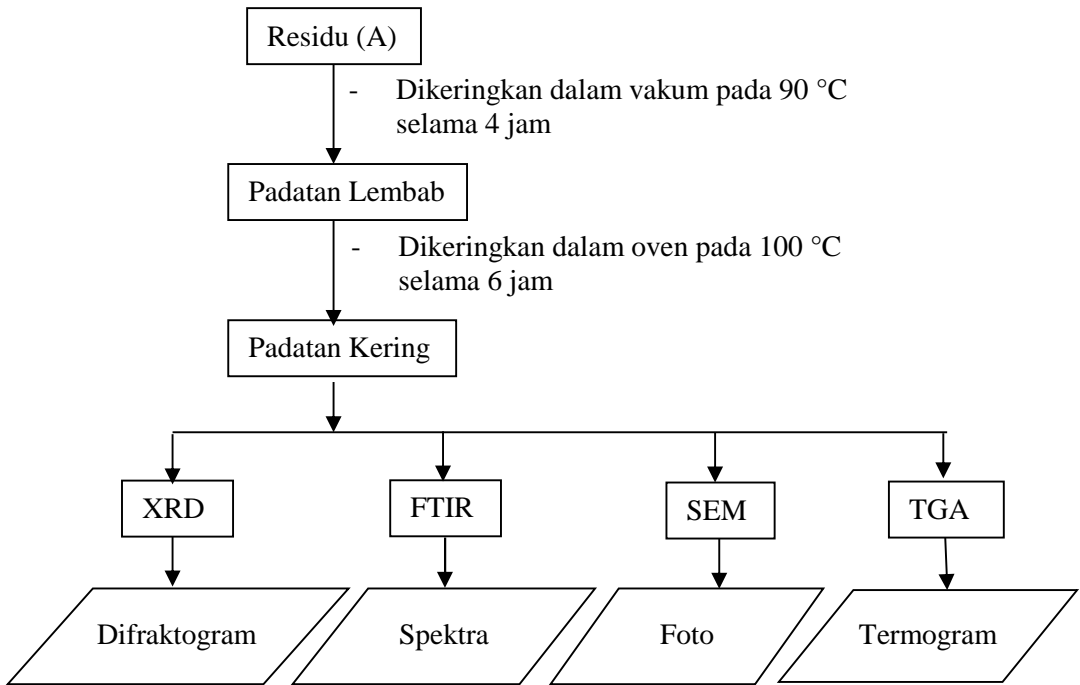 Residu (A)
- Dikeringkan dalam vakum pada 90 °C
selama 4 jam
Padatan Lembab
- Dikeringkan dalam oven pada 100 °C
selama 6 jam
Padatan Kering
XRD
FTIR
SEM
TGA
Difraktogram
Spektra
Foto
Termogram